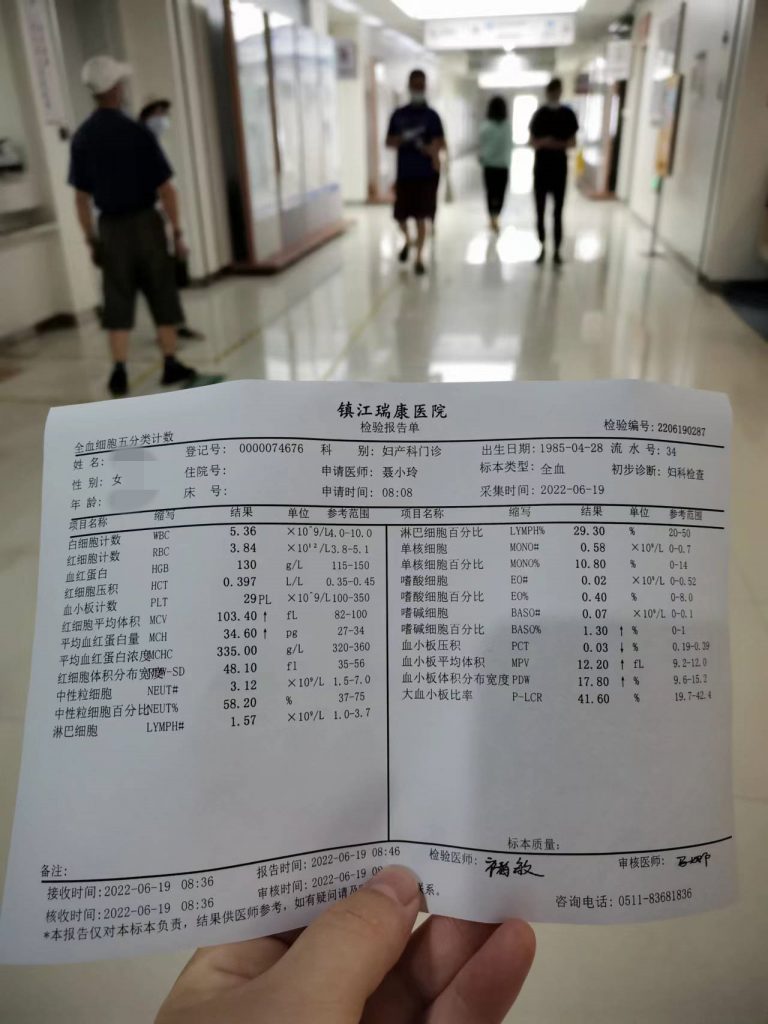 镇江瑞康医院
检验报告单
全血细胞五分类计数
检验编号:2206190287
姓 名:
登记号: 0000074676
科 别:妇产科门诊
出生日期:1985-04-28
流 水 号:34
性 别:女
住院号:
申请医师:聂小玲
标本类型:全血
初步诊断:妇科检查
年 龄:
床 号:
申请时间:08:08
采集时间:2022-06-19
项目名称 缩写 结果 单位 参考范围
白细胞计数 WBC 5.36 ×10^9/L 4.0-10.0
红细胞计数 RBC 3.84 ×10^12/L 3.8-5.1
血红蛋白 HGB 130 g/L 115-150
红细胞压积 HCT 0.397 L/L 0.35-0.45
血小板计数 PLT 29PL ×10^9/L 100-350
红细胞平均体积 MCV 103.40 ↑ fL 82-100
平均血红蛋白量 MCH 34.60 ↑ pg 27-34
平均血红蛋白浓度 MCHC 335.00 g/L 320-360
红细胞体积分布宽度 -SD 48.10 fl 35-56
中性粒细胞 NEUT# 3.12 ×10⁹/L 1.5-7.0
中性粒细胞百分比 NEUT% 58.20 % 37-75
淋巴细胞 LYMPH# 1.57 ×10⁹/L 1.0-3.7
项目名称 缩写 结果 单位 参考范围
淋巴细胞百分比 LYMPH% 29.30 % 20-50
单核细胞 MONO# 0.58 ×10⁹/L 0-0.7
单核细胞百分比 MONO% 10.80 % 0-14
嗜酸细胞 EO# 0.02 ×10⁹/L 0-0.52
嗜酸细胞百分比 EO% 0.40 % 0-8.0
嗜碱细胞 BASO# 0.07 ×10⁹/L 0-0.1
嗜碱细胞百分比 BASO% 1.30 ↑ % 0-1
血小板压积 PCT 0.03 ↓ % 0.19-0.39
血小板平均体积 MPV 12.20 ↑ fL 9.2-12.0
血小板体积分布宽度 PDW 17.80 ↑ % 9.6-15.2
大血小板比率 P-LCR 41.60 % 19.7-42.4
标本质量:
备注:
报告时间:2022-06-19 08:46
检验医师:
审核医师:
接收时间:2022-06-19 08:36
审核时间:2022-06-19
核收时间:2022-06-19 08:36
咨询电话: 0511-83681836
*本报告仅对本标本负责, 结果供医师参考, 如有疑问请及 联系。